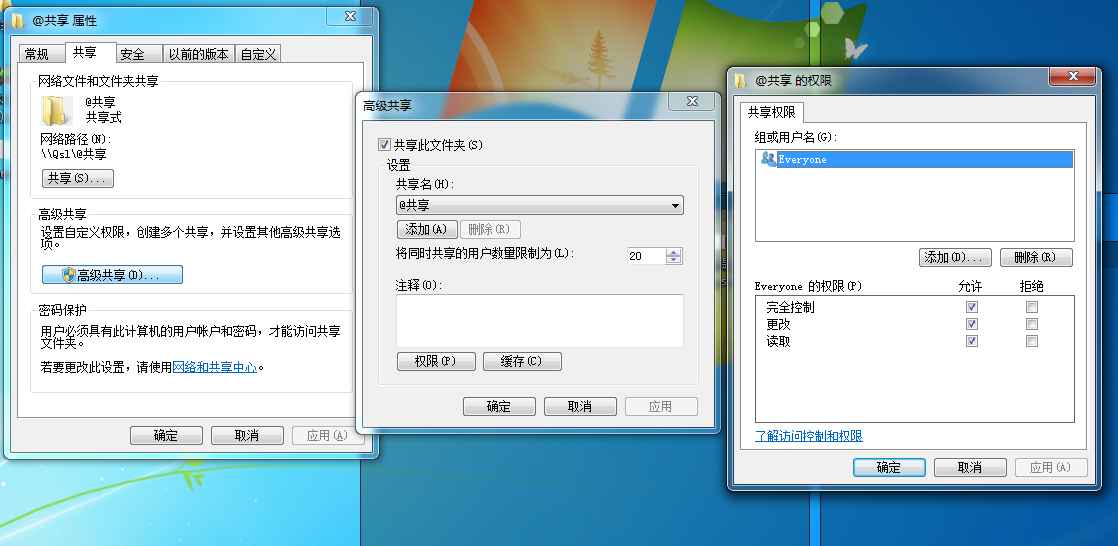 @共享 属性
常规
共享
安全
以前的版本
自定义
网络文件和文件夹共享
@共享
共享式
网络路径(N):
\\Qsl\@共享
共享(S)...
高级共享
设置自定义权限，创建多个共享，并设置其他高级共享选
项。
高级共享(D)...
密码保护
用户必须具有此计算机的用户帐户和密码，才能访问共享
文件夹。
若要更改此设置，请使用网络和共享中心。
确定
取消
应用(A)
高级共享
共享此文件夹(S)
设置
共享名(H):
@共享
添加(A)
删除(R)
将同时共享的用户数量限制为(L):
20
注释(O):
权限(P)
缓存(C)
确定
取消
应用
@共享 的权限
共享权限
组或用户名(G):
Everyone
添加(D)...
删除(R)
Everyone 的权限(P)
允许
拒绝
完全控制
更改
读取
了解访问控制和权限
确定
取消
应用(A)